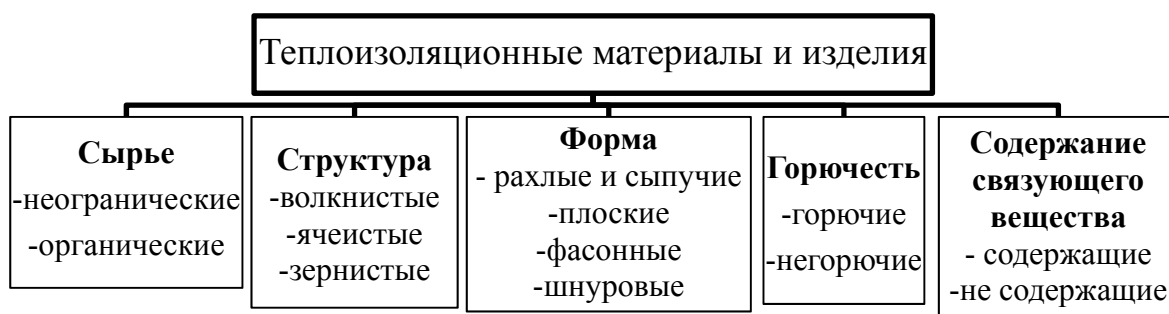 Теплоизоляционные материалы и изделия
Сырье
-неогранические
-органические
Структура
-волкнистые
-ячеистые
-зернистые
Форма
- рахлые и сыпучие
-плоские
-фасонные
-шнуровые
Горючесть
-горючие
-негорючие
Содержание
связующего
вещества
- содержащие
-не содержащие